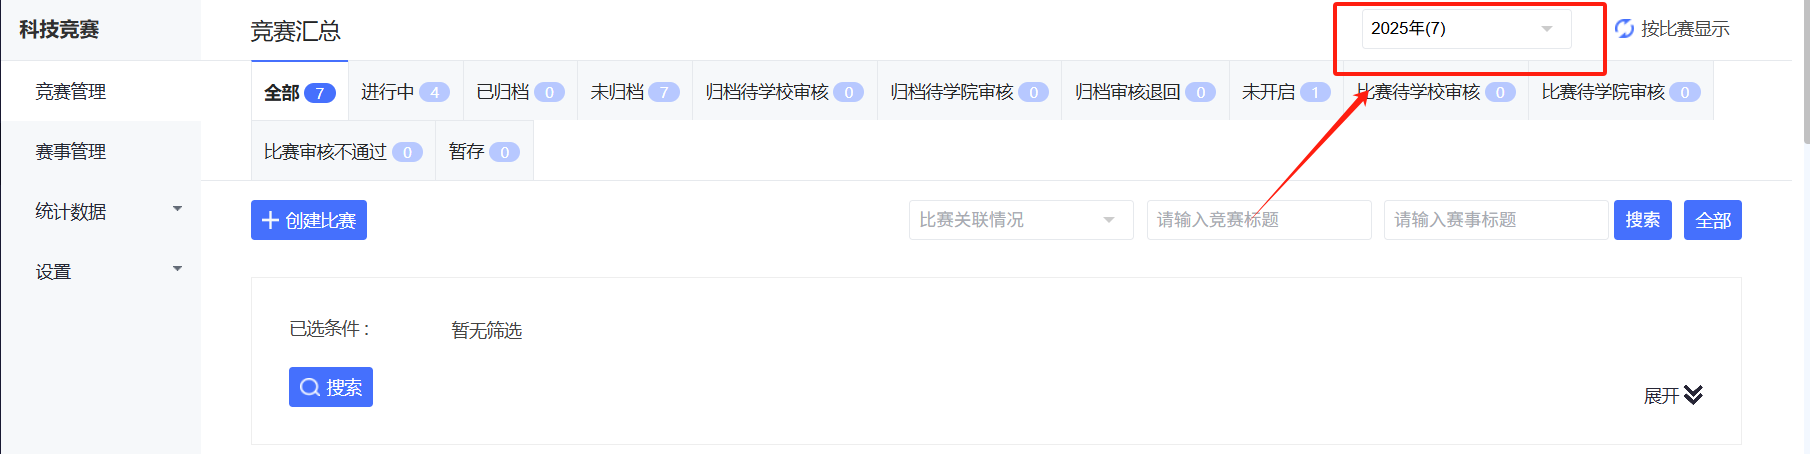 科技竞赛
竞赛汇总
2025年(7)
按比赛显示
竞赛管理
全部 7 进行中 4 已归档 0 未归档 7 归档待学校审核 0 归档待学院审核 0 归档审核退回 0 未开启 1 比赛待学校审核 0 比赛待学院审核 0
赛事管理
比赛审核不通过 0 暂存 0
统计数据
创建比赛
比赛关联情况
请输入竞赛标题
请输入赛事标题
搜索
全部
设置
已选条件：
暂无筛选
搜索
展开